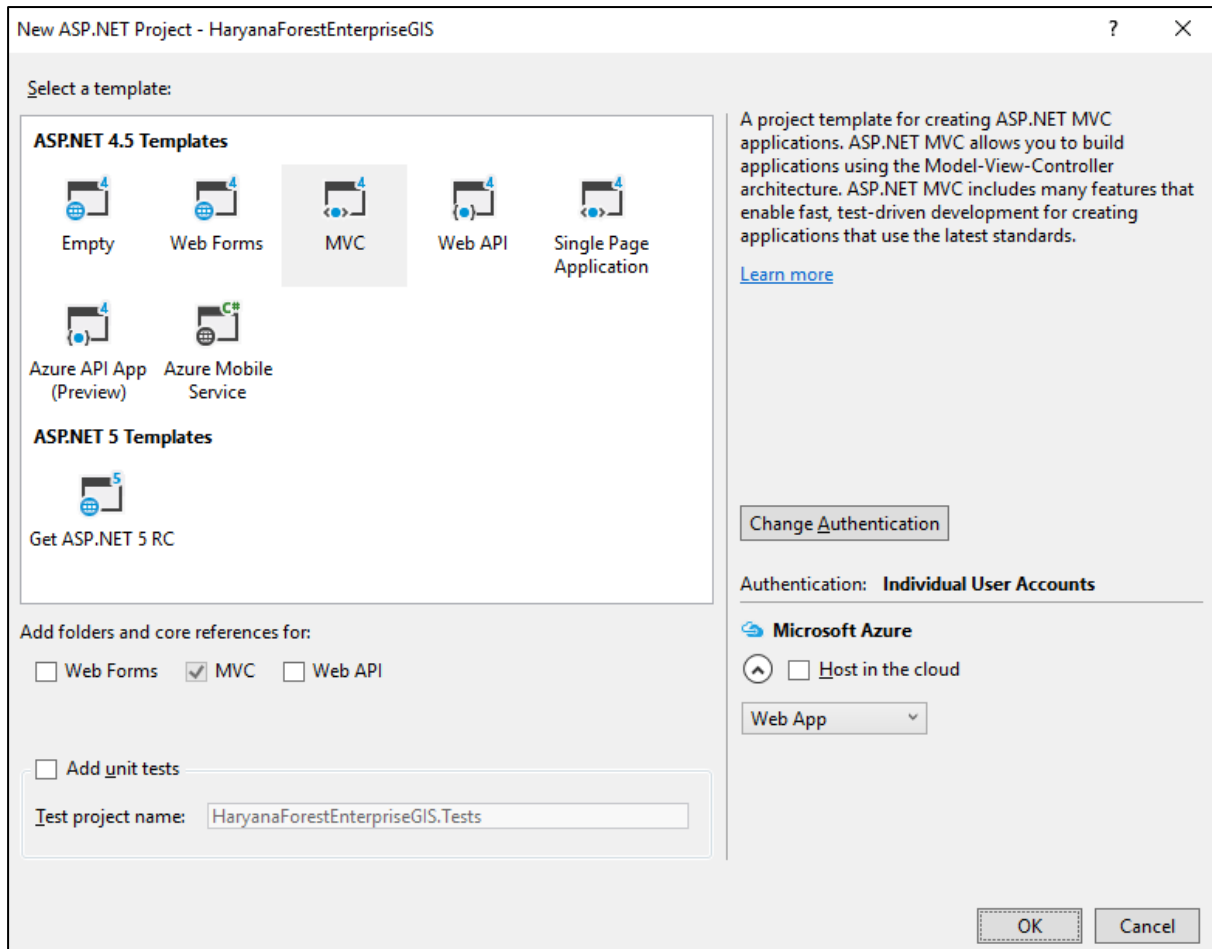 New ASP.NET Project - HaryanaForestEnterpriseGIS
?
Select a template:
ASP.NET 4.5 Templates
4
4
4
4
4
Empty
Web Forms
MVC
Web API
Single Page
Application
4
C#
Azure API App
(Preview)
Azure Mobile
Service
ASP.NET 5 Templates
5
Get ASP.NET 5 RC
A project template for creating ASP.NET MVC
applications. ASP.NET MVC allows you to build
applications using the Model-View-Controller
architecture. ASP.NET MVC includes many features that
enable fast, test-driven development for creating
applications that use the latest standards.
Learn more
Change Authentication
Authentication: Individual User Accounts
Microsoft Azure
Host in the cloud
Web App
Add folders and core references for:
Web Forms MVC Web API
Add unit tests
Test project name: HaryanaForestEnterpriseGIS.Tests
OK Cancel